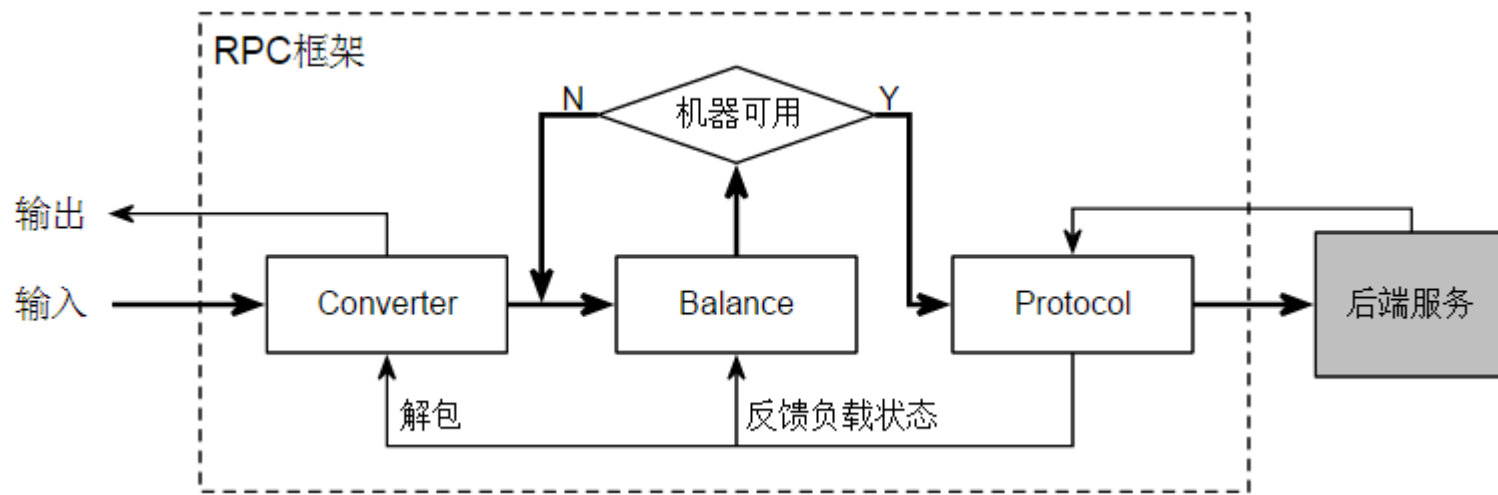 RPC框架
N
机器可用
Y
输出
输入
Converter
Balance
Protocol
后端服务
解包
反馈负载状态